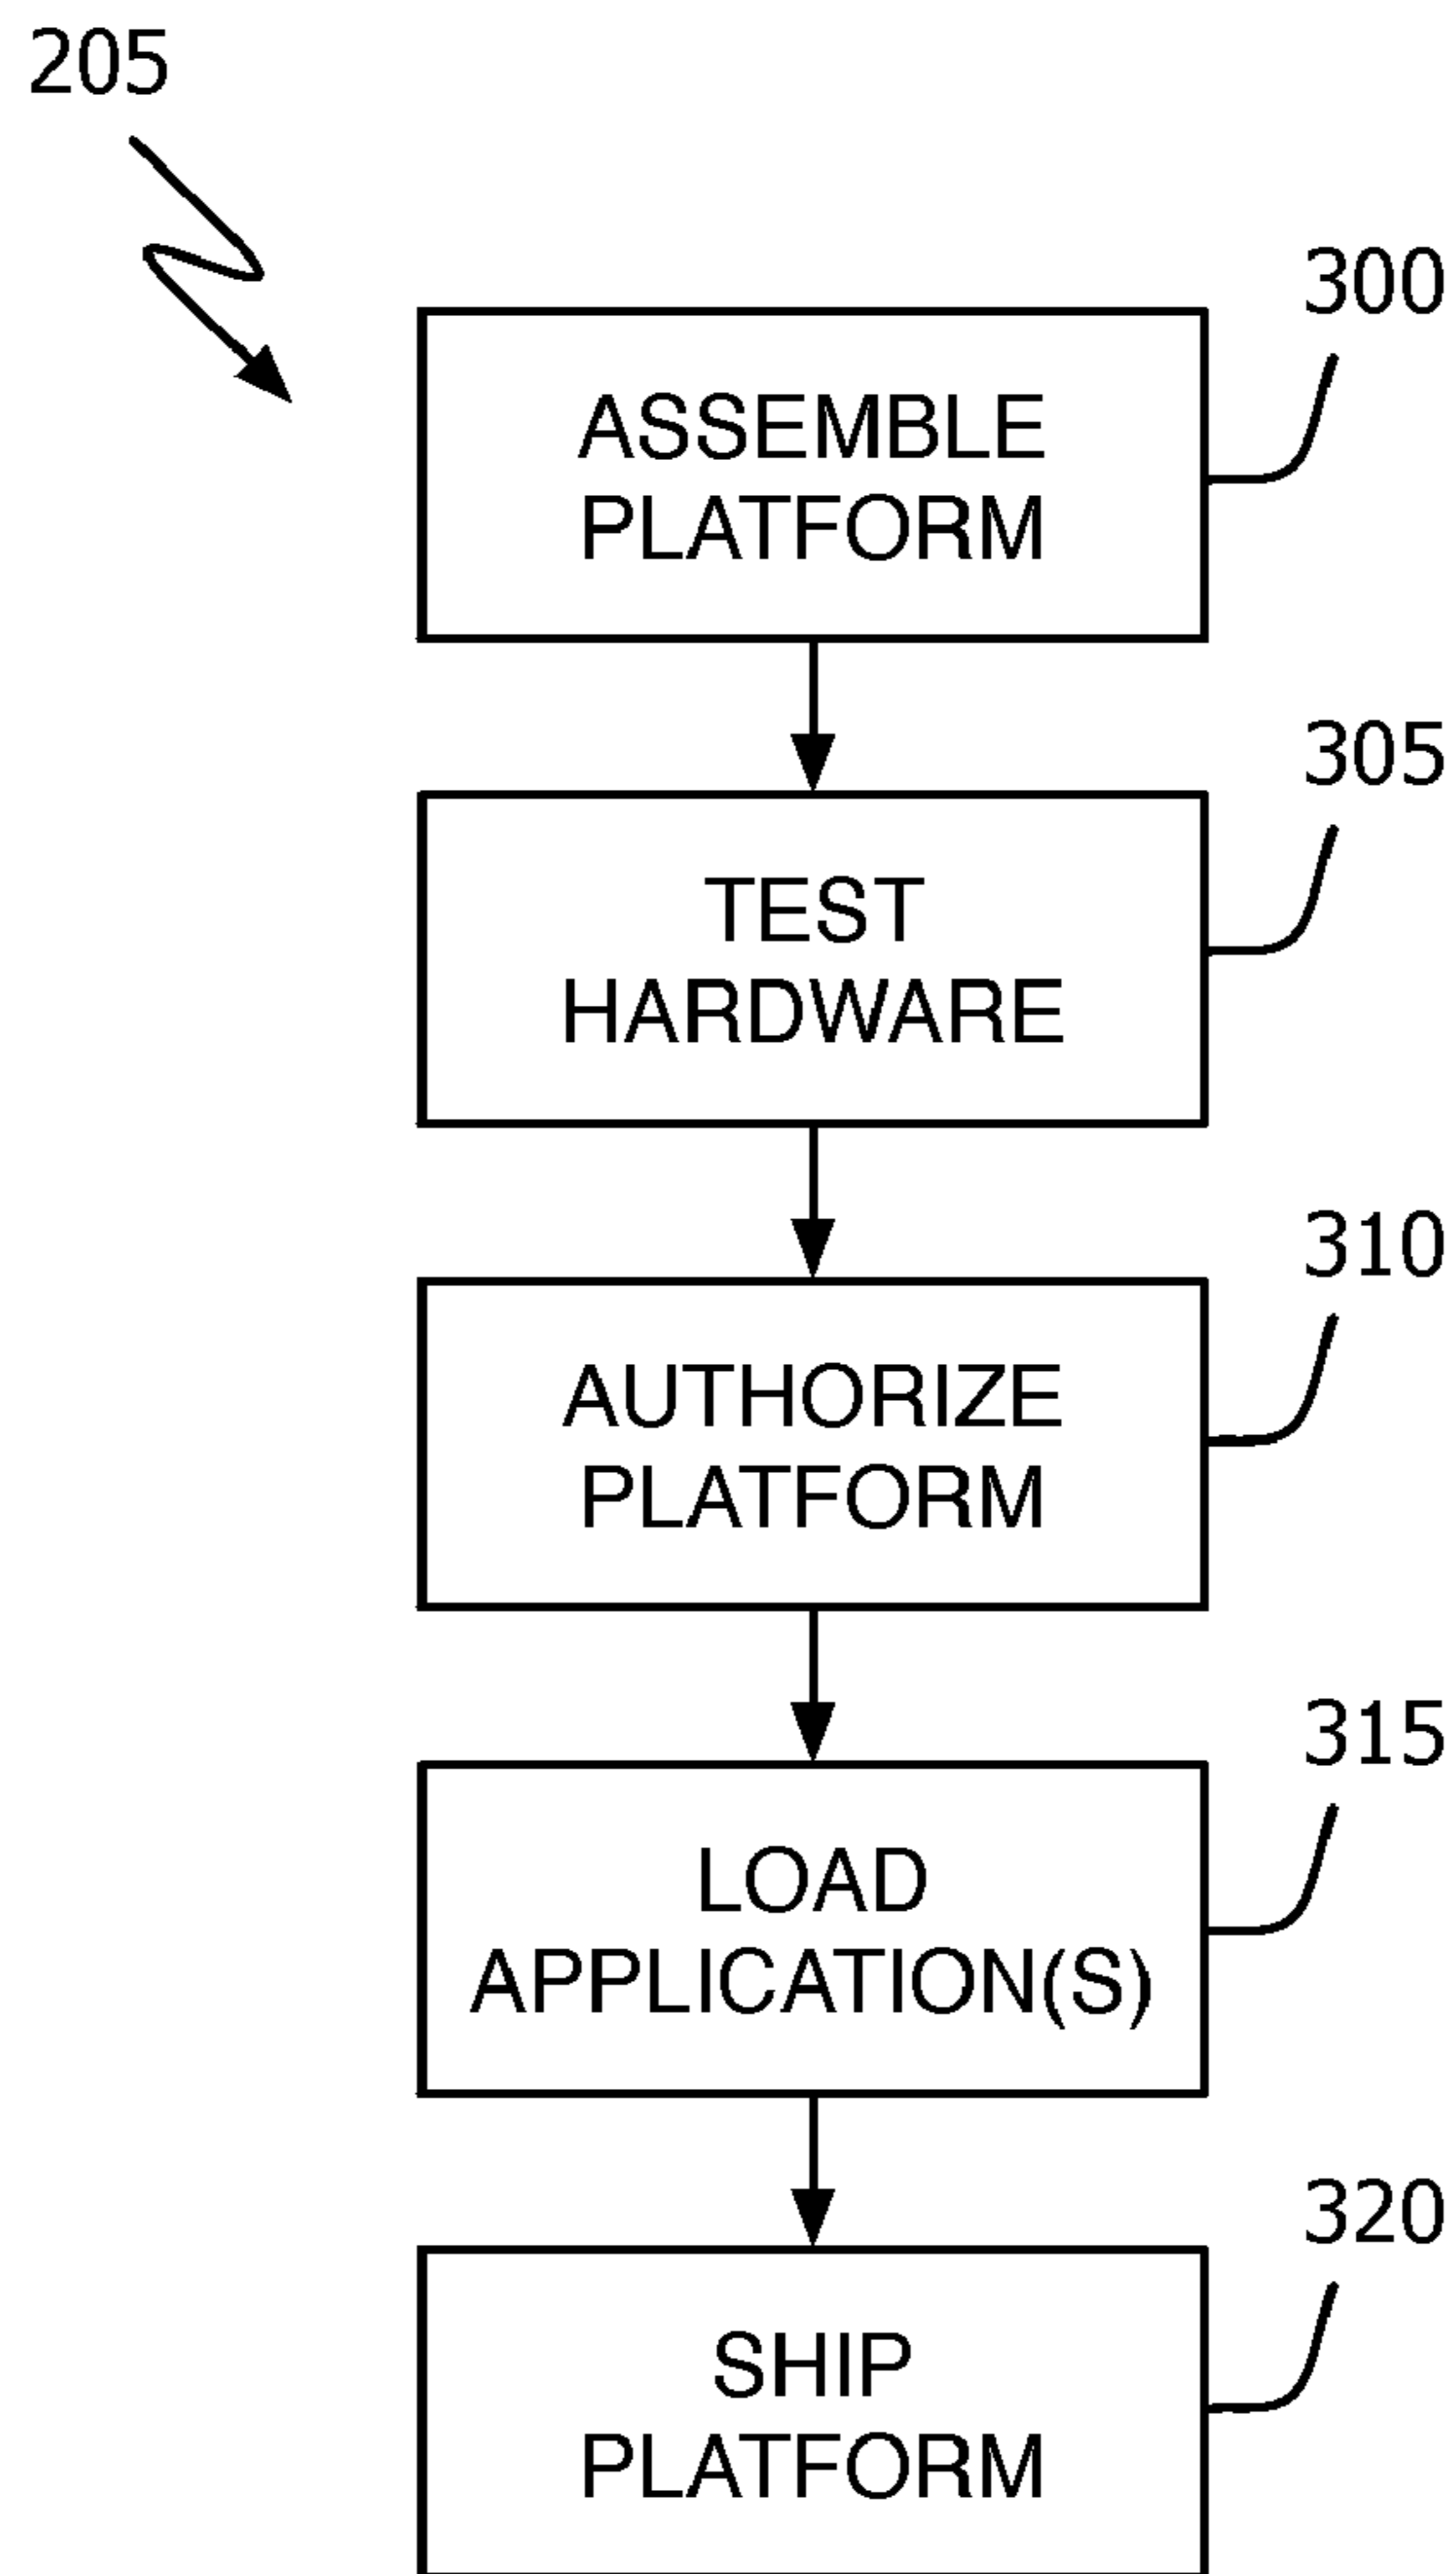 205
300
ASSEMBLE
PLATFORM
305
TEST
HARDWARE
310
AUTHORIZE
PLATFORM
315
LOAD
APPLICATION(S)
320
SHIP
PLATFORM